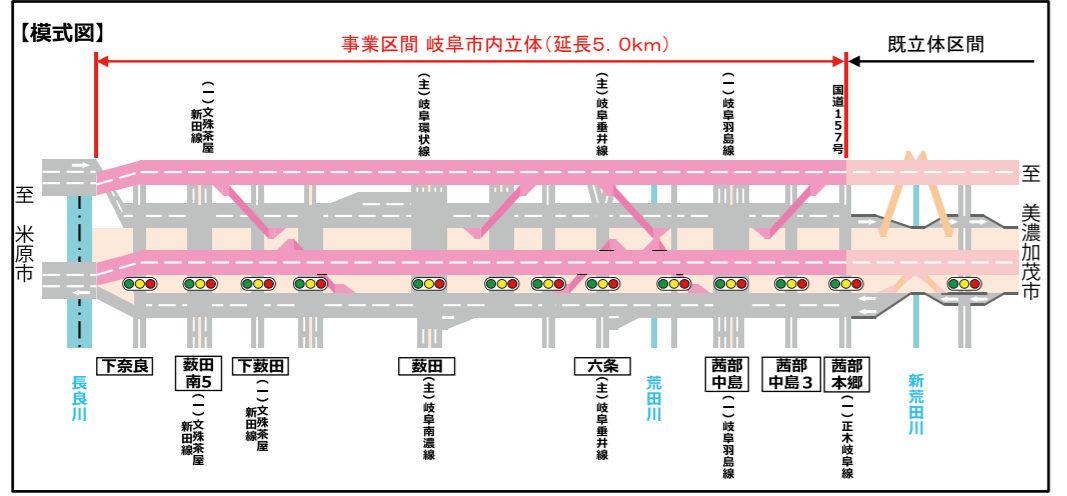 【模式図】
事業区間 岐阜市内立体(延長5．0km)
既立体区間
(一)文殊茶屋
新田線
(主)岐阜環状線
(主)岐阜垂井線
(一)岐阜羽島線
国道157号
至 米原市
至 美濃加茂市
下奈良
薮田
南5
下薮田
薮田
六条
茜部
中島
茜部
中島３
茜部
本郷
長良川
(一)文殊茶屋
新田線
(一)文殊茶屋
新田線
(主)岐阜南濃線
(主)岐阜垂井線
荒田川
(一)岐阜羽島線
(一)正木岐阜線
新荒田川